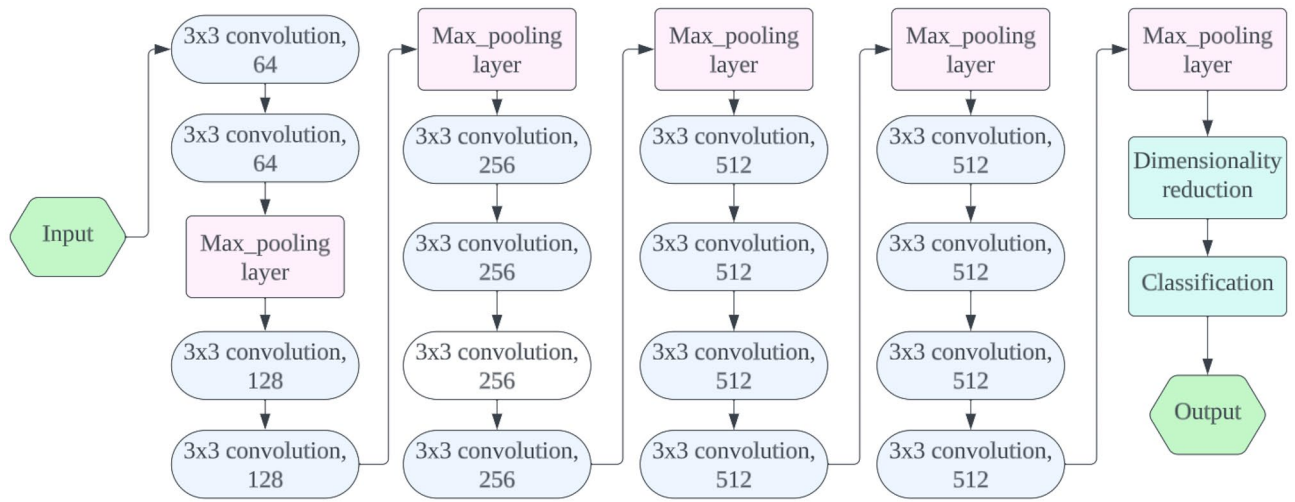 Input
3x3 convolution,
64
3x3 convolution,
64
Max_pooling
layer
3x3 convolution,
128
3x3 convolution,
128
Max_pooling
layer
3x3 convolution,
256
3x3 convolution,
256
3x3 convolution,
256
3x3 convolution,
256
Max_pooling
layer
3x3 convolution,
512
3x3 convolution,
512
3x3 convolution,
512
3x3 convolution,
512
Max_pooling
layer
3x3 convolution,
512
3x3 convolution,
512
3x3 convolution,
512
3x3 convolution,
512
Max_pooling
layer
Dimensionality
reduction
Classification
Output